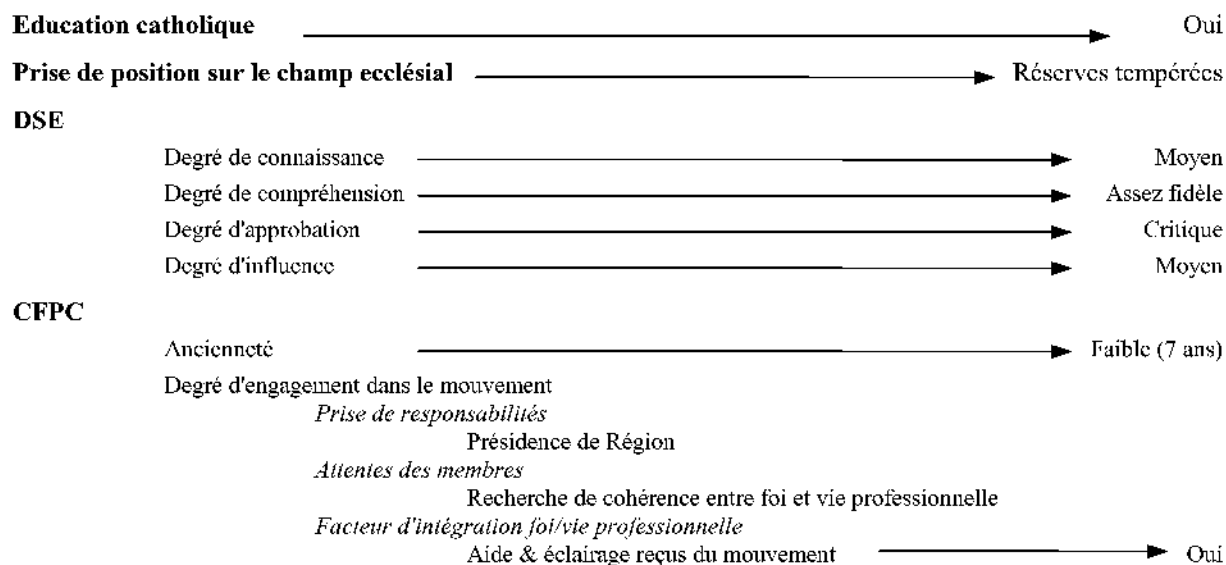 Education catholique Oui
Prise de position sur le champ ecclésial Réserves tempérées
DSE
Degré de connaissance Moyen
Degré de compréhension Assez fidèle
Degré d'approbation Critique
Degré d'influence Moyen
CFPC
Ancienneté Faible (7 ans)
Degré d'engagement dans le mouvement
Prise de responsabilités
Présidence de Région
Attentes des membres
Recherche de cohérence entre foi et vie professionnelle
Facteur d'intégration foi/vie professionnelle
Aide & éclairage reçus du mouvement Oui